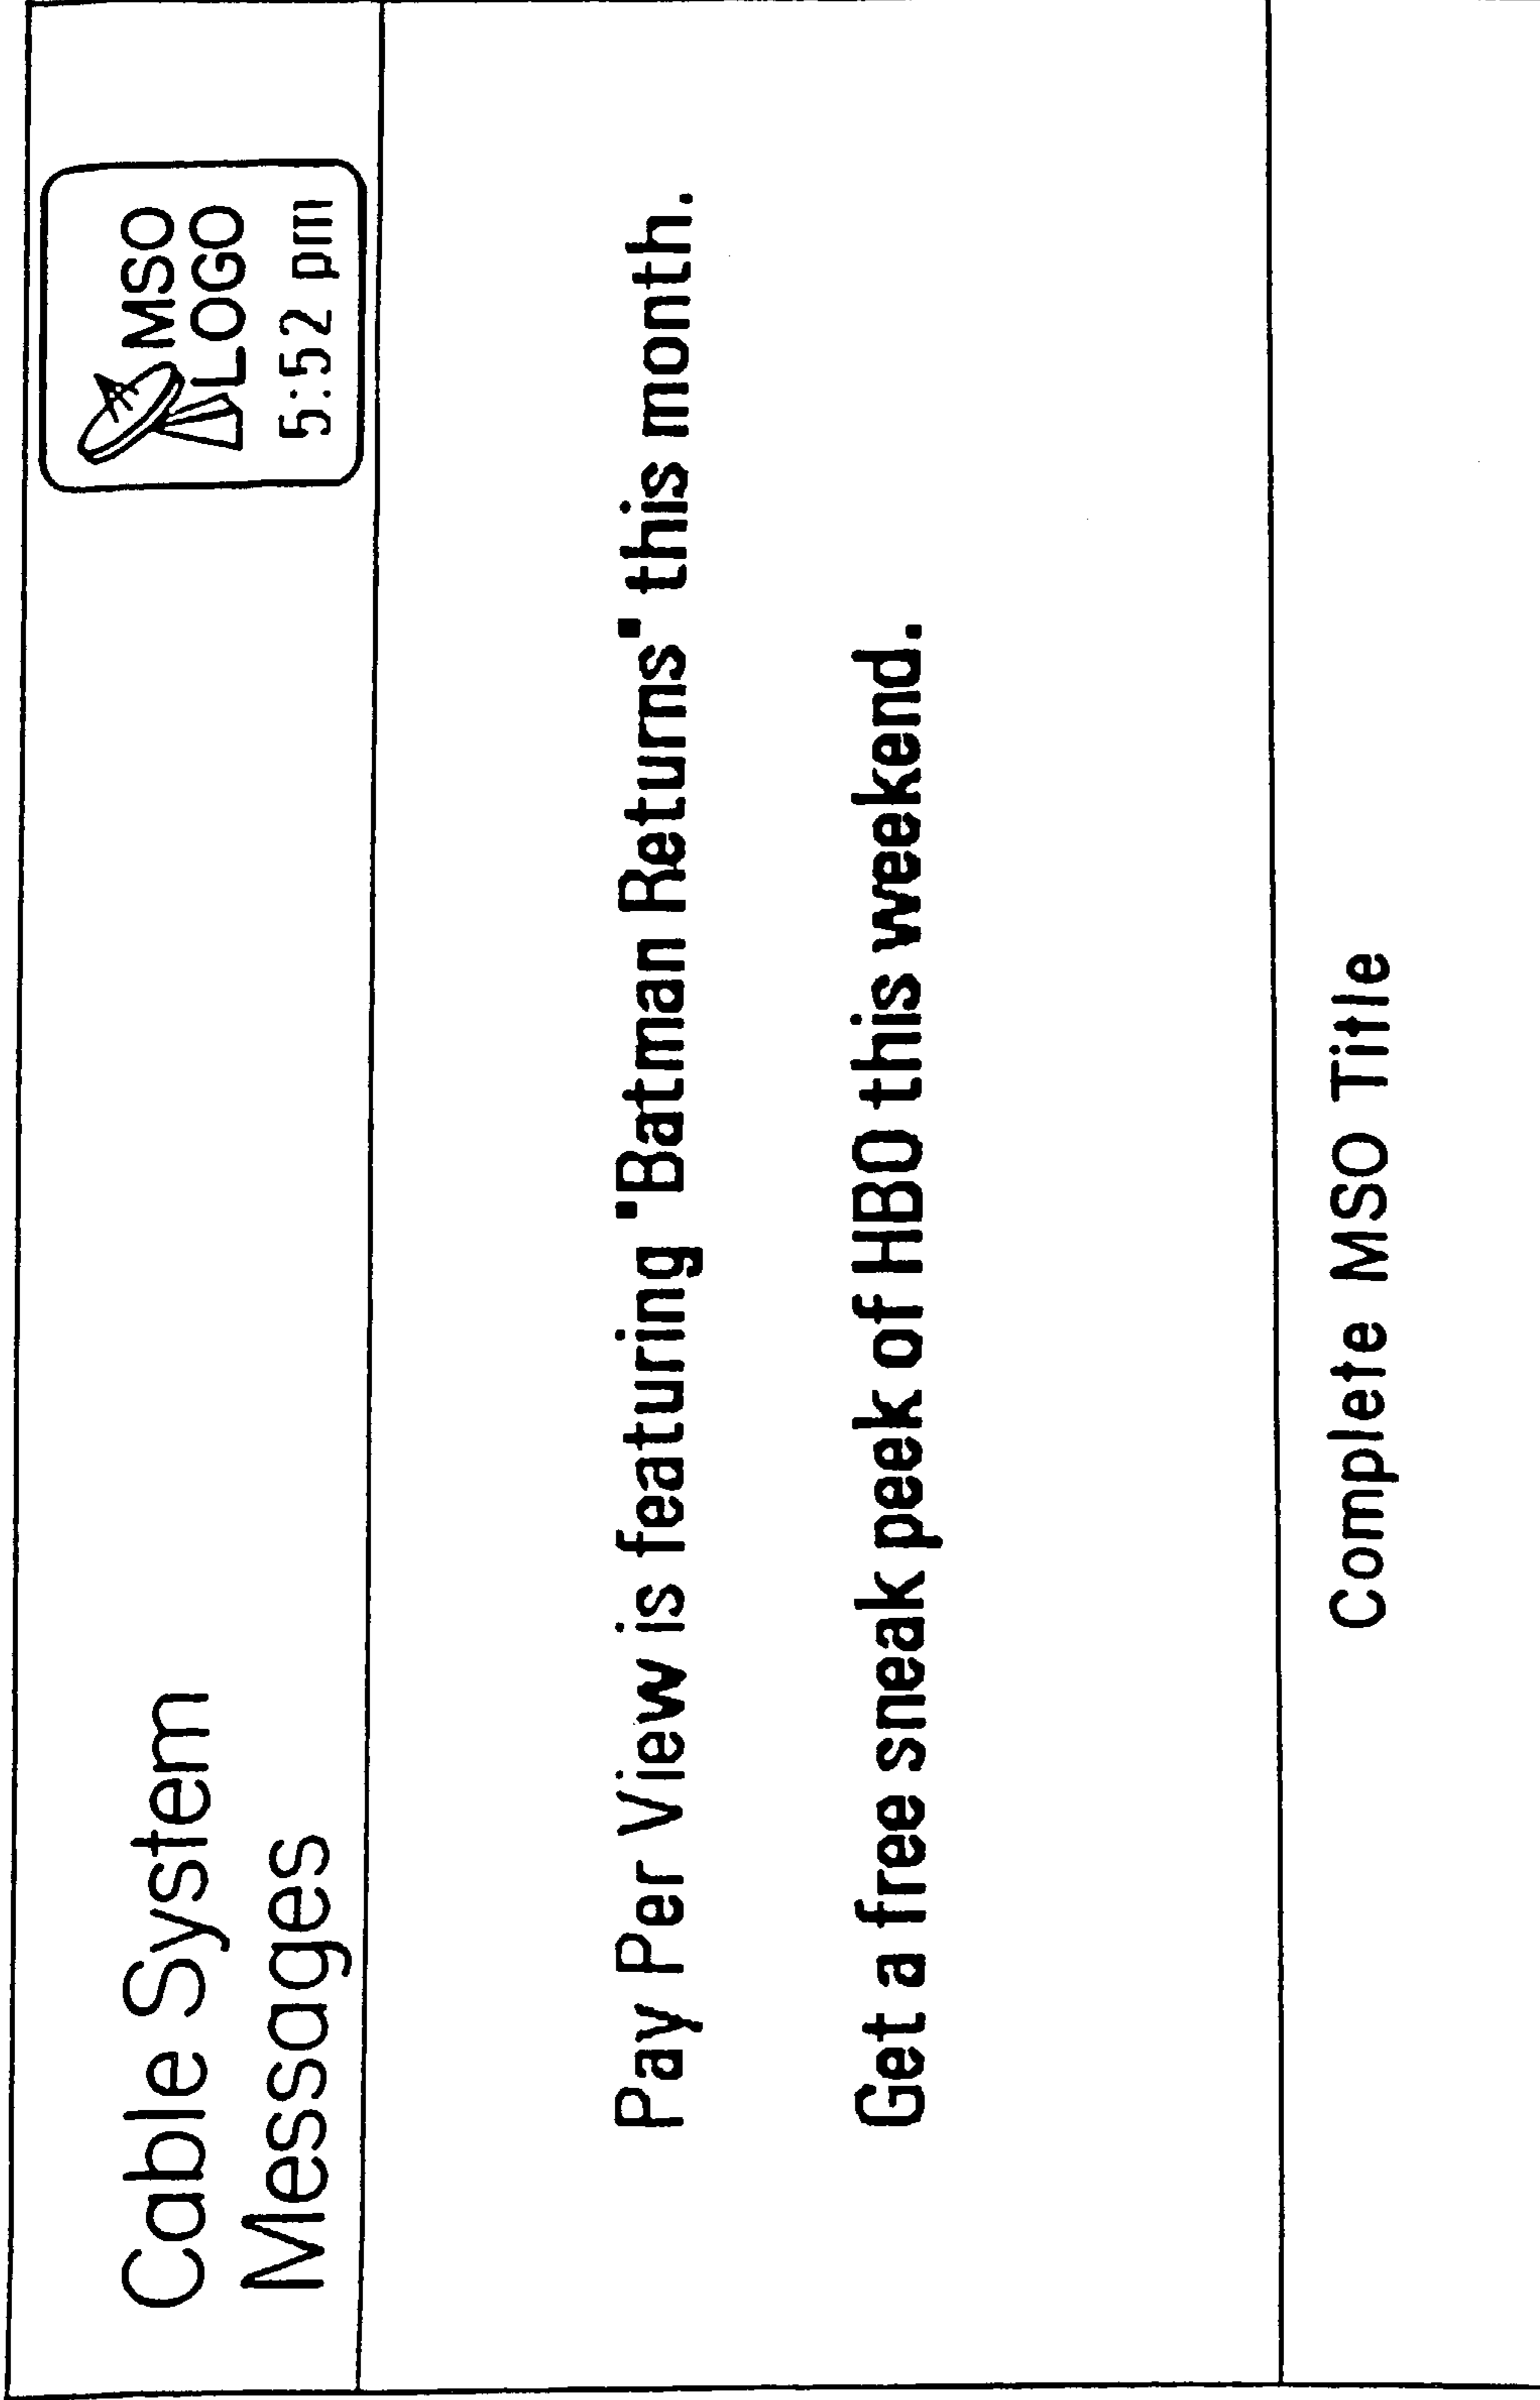 Cable System
Messages
MSO
LOGO
5:52 pm
Pay Per View is featuring "Batman Returns" this month.
Get a free sneak peek of HBO this weekend.
Complete MSO Title